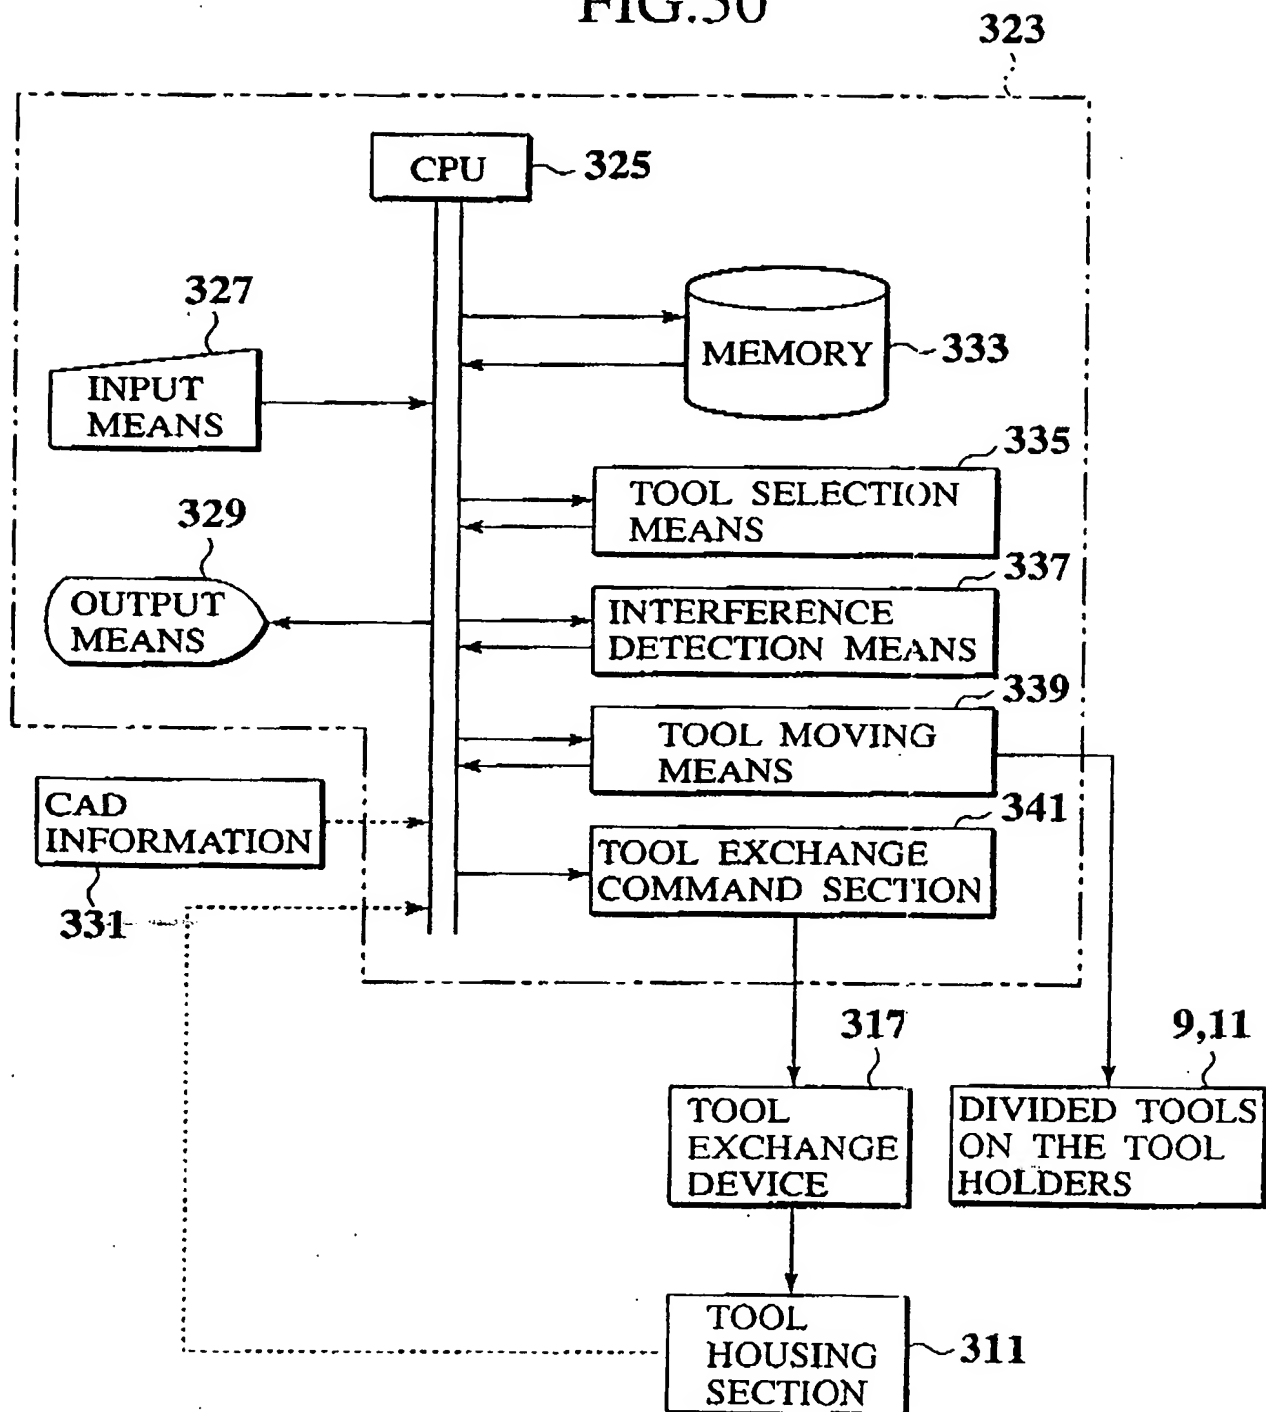 FIG.50
323
CPU
325
327
INPUT
MEANS
MEMORY
333
335
TOOL SELECTION
MEANS
329
OUTPUT
MEANS
337
INTERFERENCE
DETECTION MEANS
339
TOOL MOVING
MEANS
CAD
INFORMATION
331
341
TOOL EXCHANGE
COMMAND SECTION
317
9,11
TOOL
EXCHANGE
DEVICE
DIVIDED TOOLS
ON THE TOOL
HOLDERS
TOOL
HOUSING
SECTION
311